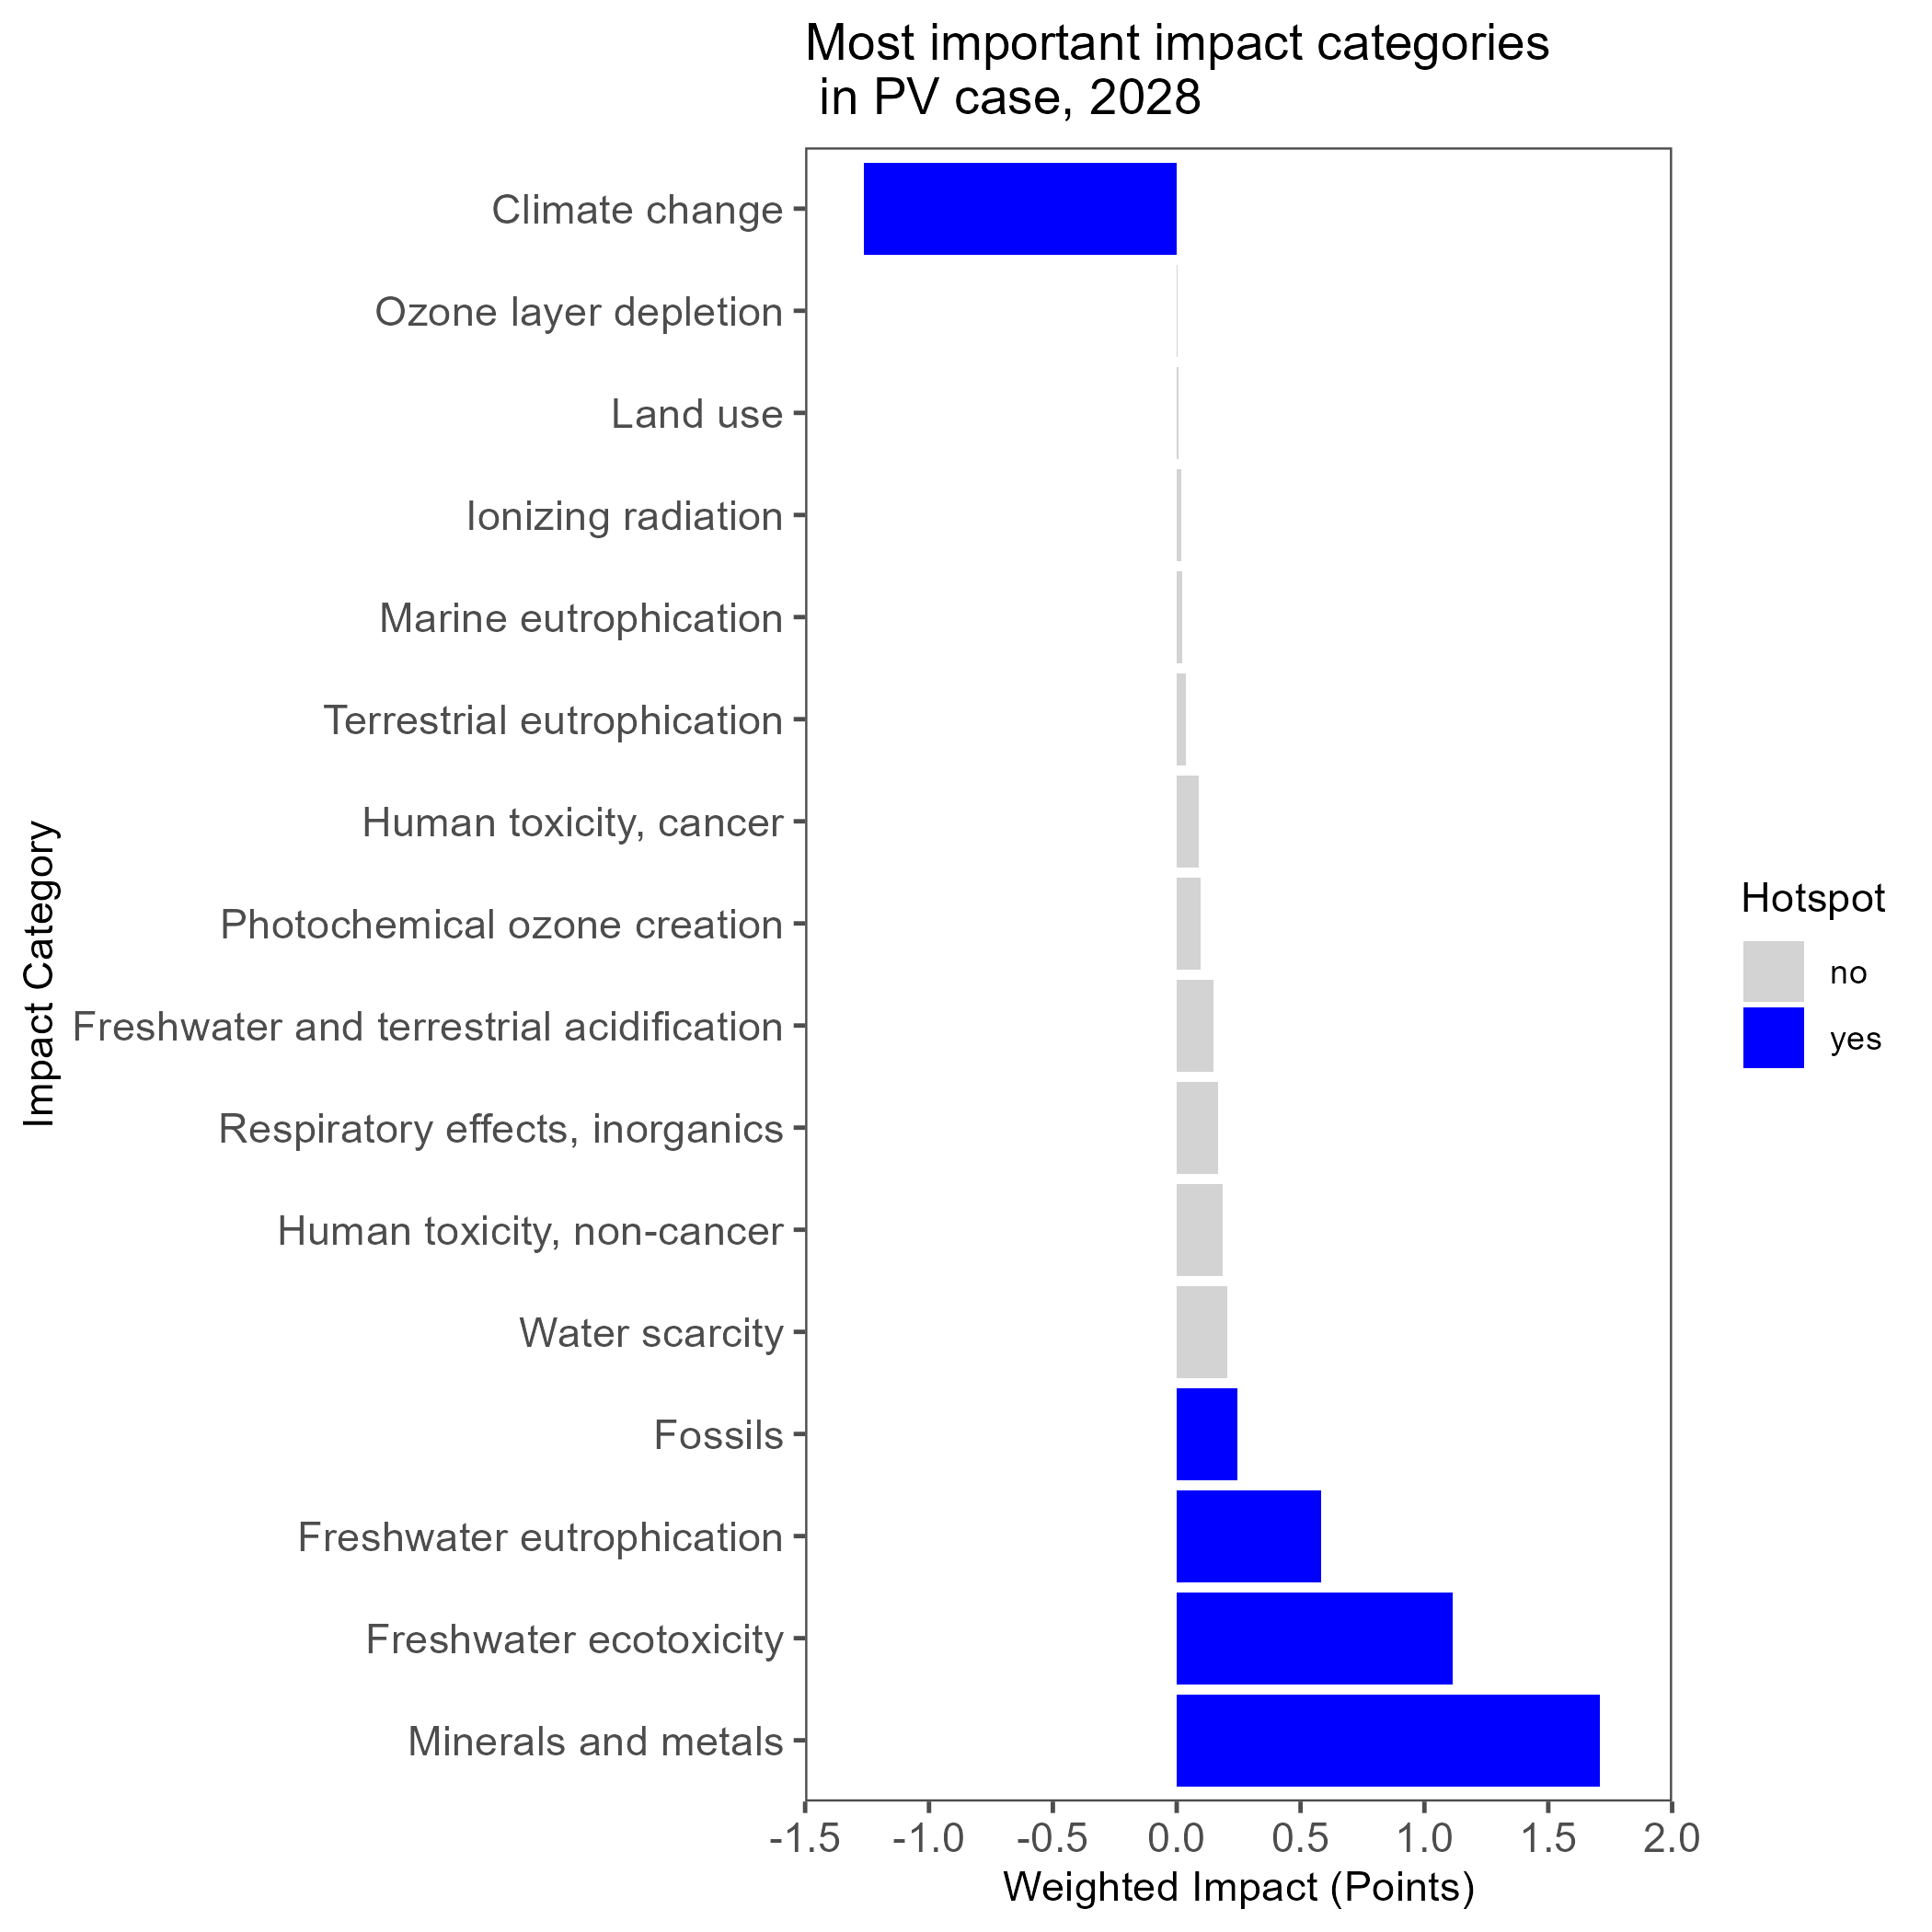 Most important impact categories
in PV case, 2028
Impact Category
Climate change
Ozone layer depletion
Land use
Ionizing radiation
Marine eutrophication
Terrestrial eutrophication
Human toxicity, cancer
Photochemical ozone creation
Freshwater and terrestrial acidification
Respiratory effects, inorganics
Human toxicity, non-cancer
Water scarcity
Fossils
Freshwater eutrophication
Freshwater ecotoxicity
Minerals and metals
-1.5 -1.0 -0.5 0.0 0.5 1.0 1.5 2.0
Weighted Impact (Points)
Hotspot
no
yes